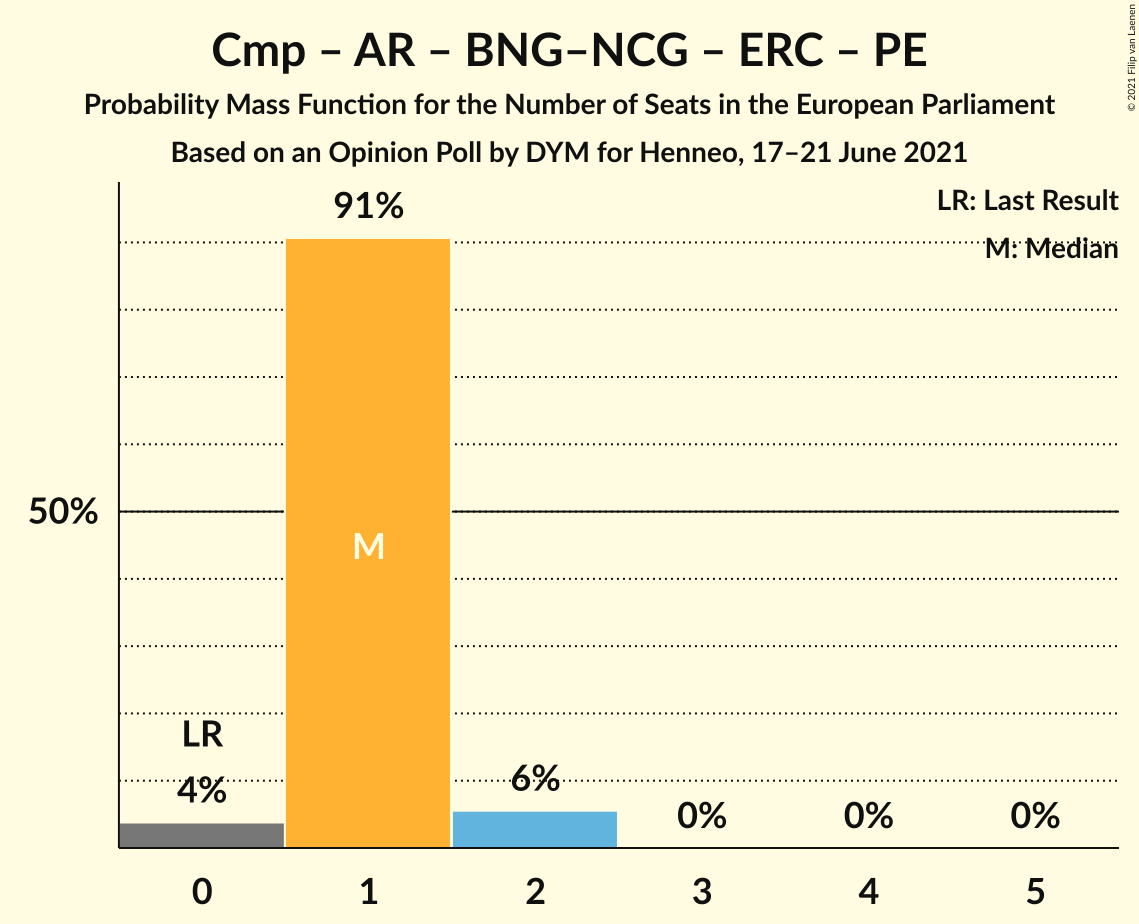 Cmp – AR – BNG–NCG – ERC – PE
Probability Mass Function for the Number of Seats in the European Parliament
Based on an Opinion Poll by DYM for Henneo, 17–21 June 2021
© 2021 Filip van Laenen
LR: Last Result
M: Median
91%
50%
M
LR
4%
6%
0%
0%
0%
0
1
2
3
4
5